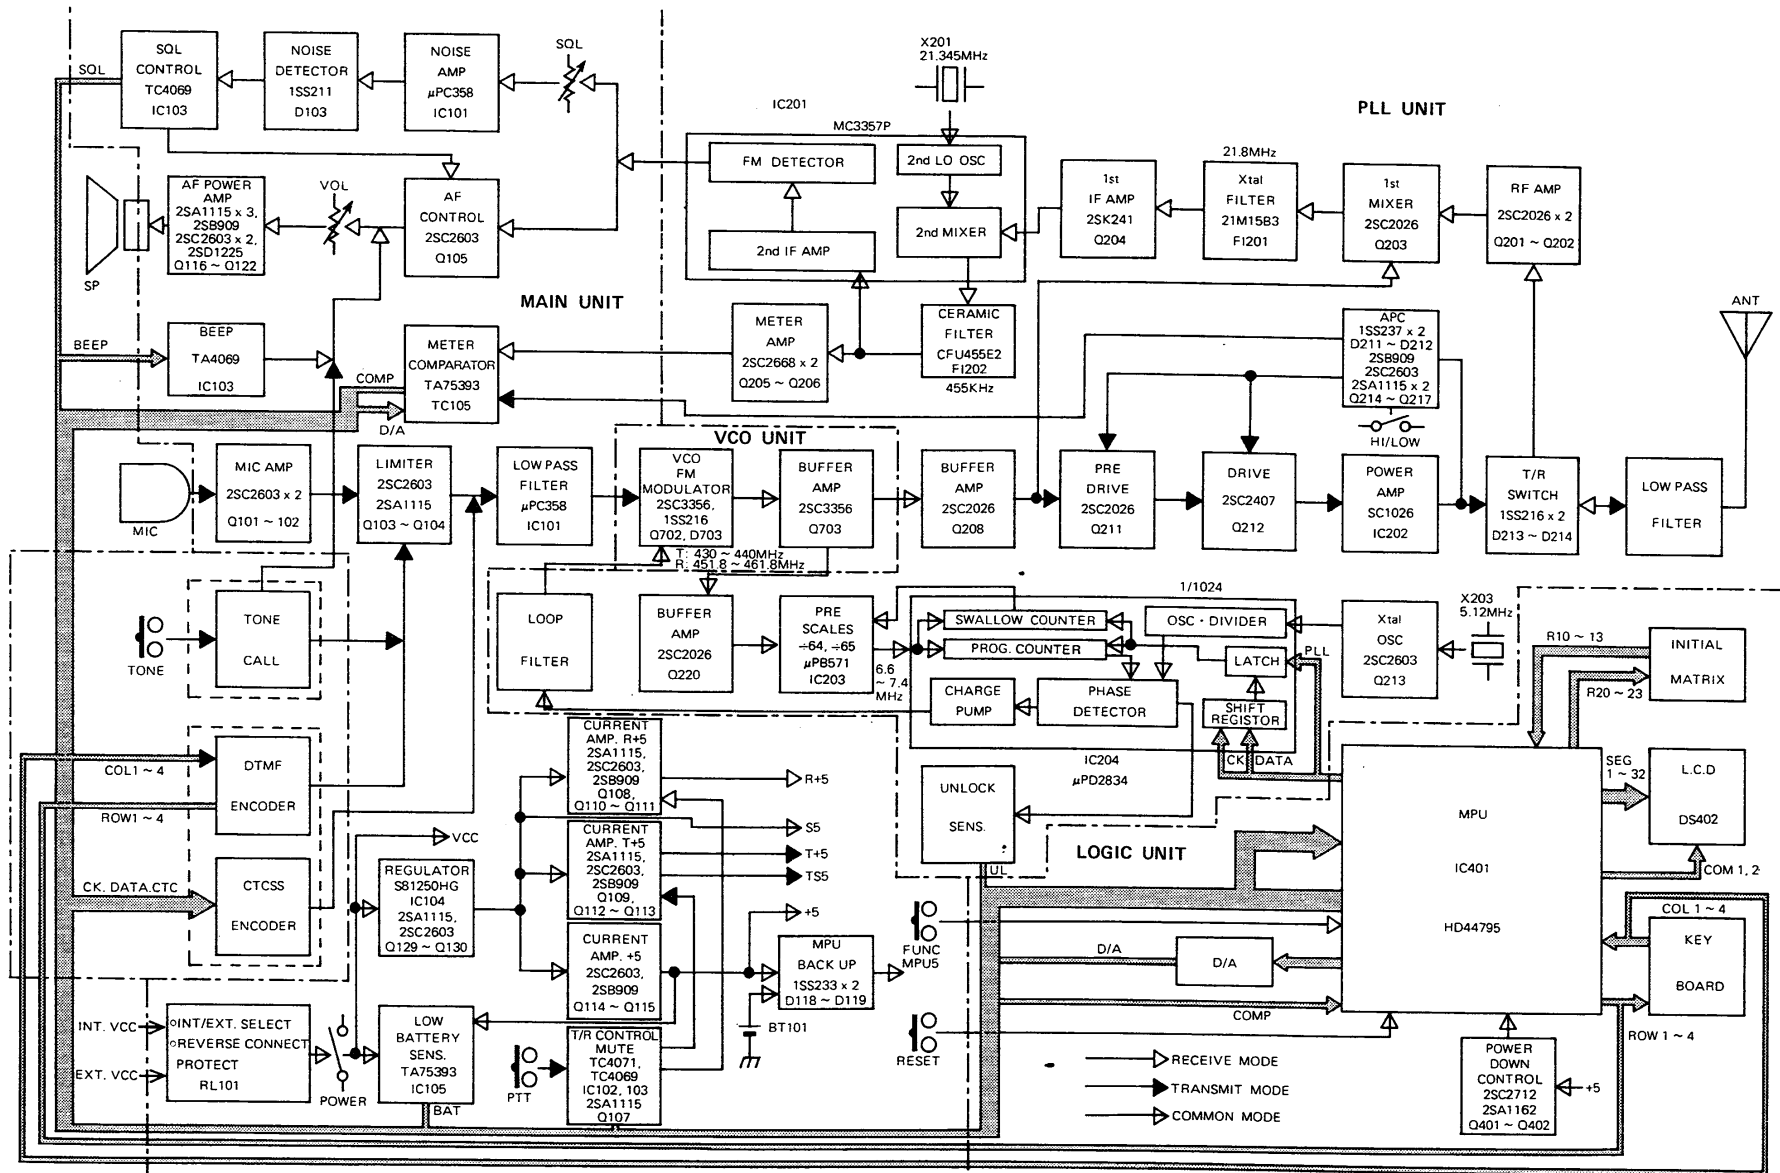 SQL
SQL
CONTROL
TC4069
IC103
NOISE
DETECTOR
1SS211
D103
NOISE
AMP
μPC358
IC101
SQL
X201
21.345MHz
IC201
MC3357P
PLL UNIT
FM DETECTOR
2nd LO OSC
2nd MIXER
2nd IF AMP
1st
IF AMP
2SK241
Q204
21.8MHz
Xtal
FILTER
21M15B3
FI201
1st
MIXER
2SC2026
Q203
RF AMP
2SC2026 x 2
Q201 ~ Q202
SP
AF POWER
AMP
2SA1115 x 3,
2SB909
2SC2603 x 2,
2SD1225
Q116 ~ Q122
VOL
AF
CONTROL
2SC2603
Q105
MAIN UNIT
BEEP
BEEP
TA4069
IC103
METER
COMPARATOR
TA75393
TC105
COMP
D/A
METER
AMP
2SC2668 x 2
Q205 ~ Q206
CERAMIC
FILTER
CFU455E2
FI202
455KHz
APC
1SS237 x 2
D211 ~ D212
2SB909
2SC2603
2SA1115 x 2
Q214 ~ Q217
HI/LOW
ANT
MIC
MIC AMP
2SC2603 x 2
Q101 ~ 102
LIMITER
2SC2603
2SA1115
Q103 ~ Q104
LOW PASS
FILTER
μPC358
IC101
VCO UNIT
VCO
FM
MODULATOR
2SC3356,
1SS216
Q702, D703
T: 430 ~ 440MHz
R: 451.8 ~ 461.8MHz
BUFFER
AMP
2SC3356
Q703
BUFFER
AMP
2SC2026
Q208
PRE
DRIVE
2SC2026
Q211
DRIVE
2SC2407
Q212
POWER
AMP
SC1026
IC202
T/R
SWITCH
1SS216 x 2
D213 ~ D214
LOW PASS
FILTER
TONE
TONE
CALL
LOOP
FILTER
BUFFER
AMP
2SC2026
Q220
PRE
SCALES
÷64, ÷65
μPB571
IC203
6.6
~ 7.4
MHz
1/1024
SWALLOW COUNTER
PROG. COUNTER
OSC · DIVIDER
LATCH
PLL
CHARGE
PUMP
PHASE
DETECTOR
SHIFT
REGISTOR
CK
DATA
IC204
μPD2834
Xtal
OSC
2SC2603
Q213
X203
5.12MHz
R10 ~ 13
R20 ~ 23
INITIAL
MATRIX
COL1 ~ 4
ROW1 ~ 4
DTMF
ENCODER
CK. DATA.CTC
CTCSS
ENCODER
VCC
REGULATOR
S81250HG
IC104
2SA1115,
2SC2603
Q129 ~ Q130
CURRENT
AMP. R+5
2SA1115,
2SC2603,
2SB909
Q108,
Q110 ~ Q111
R+5
S5
CURRENT
AMP. T+5
2SA1115,
2SC2603,
2SB909
Q109,
Q112 ~ Q113
T+5
TS5
+5
CURRENT
AMP. +5
2SC2603,
2SB909
Q114 ~ Q115
MPU
BACK UP
1SS233 x 2
D118 ~ D119
BT101
UNLOCK
SENS.
UL
LOGIC UNIT
FUNC
MPU5
D/A
D/A
COMP
RESET
MPU
IC401
HD44795
SEG
1 ~ 32
L.C.D
DS402
COM 1, 2
COL 1 ~ 4
KEY
BOARD
ROW 1 ~ 4
INT. VCC
EXT. VCC
○INT/EXT. SELECT
○REVERSE CONNECT
PROTECT
RL101
POWER
LOW
BATTERY
SENS.
TA75393
IC105
BAT
PTT
T/R CONTROL
MUTE
TC4071,
TC4069
IC102, 103
2SA1115
Q107
RECEIVE MODE
TRANSMIT MODE
COMMON MODE
POWER
DOWN
CONTROL
2SC2712
2SA1162
Q401 ~ Q402
+5